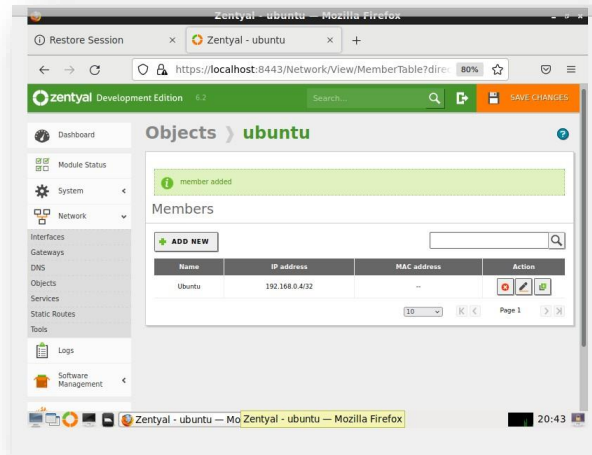 Zentyal - ubuntu — Mozilla Firefox
Restore Session
Zentyal - ubuntu
https://localhost:8443/Network/View/MemberTable?direc
80%
zentyal Development Edition 6.2
Search...
SAVE CHANGES
Dashboard
Module Status
System
Network
Interfaces
Gateways
DNS
Objects
Services
Static Routes
Tools
Logs
Software
Management
Objects ubuntu
member added
Members
ADD NEW
Name IP address MAC address Action
Ubuntu 192.168.0.4/32 --
10 Page 1
Zentyal - ubuntu — Mo
Zentyal - ubuntu — Mozilla Firefox
20:43